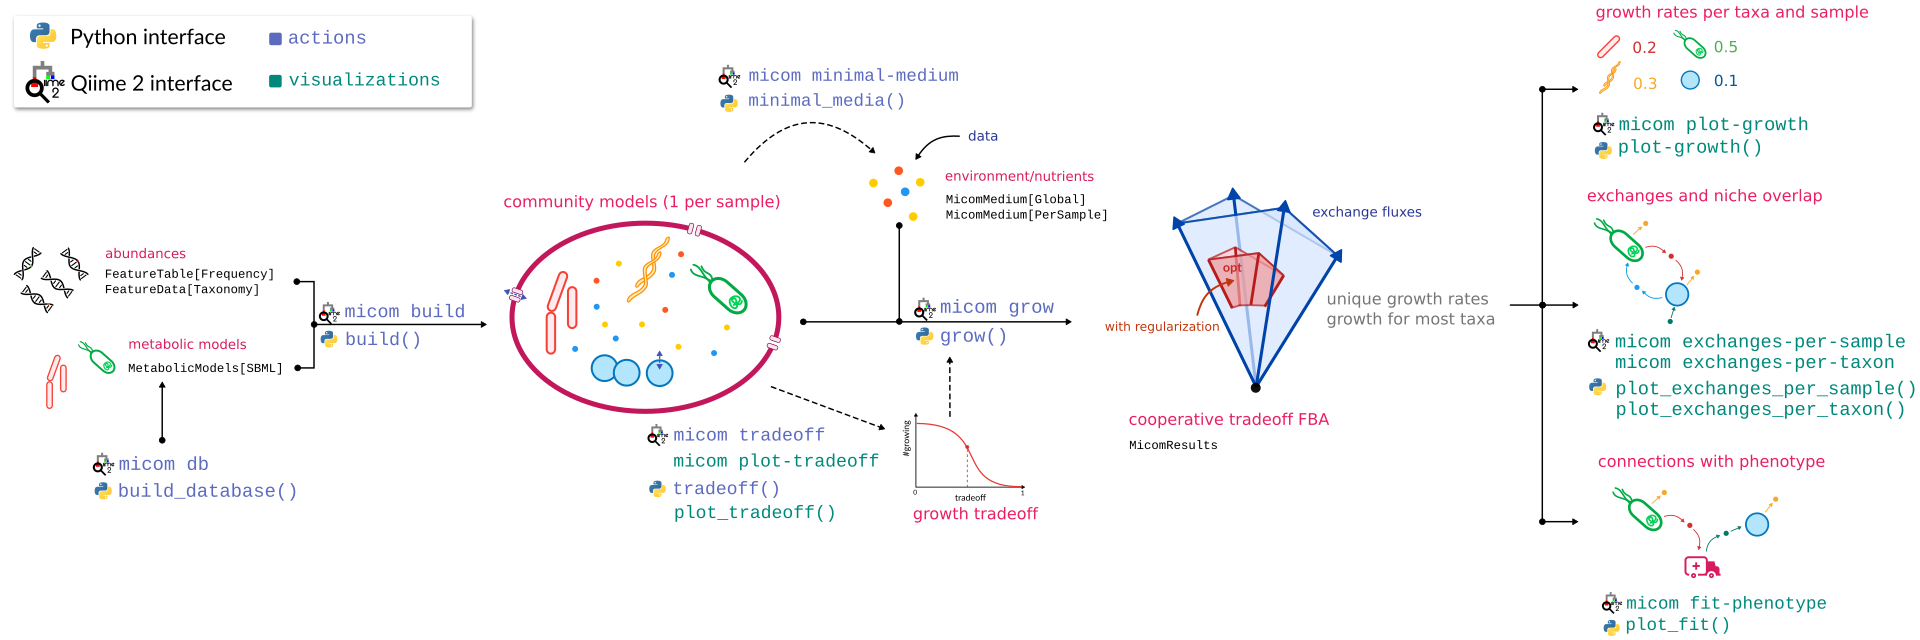 Python interface
actions
Qiime 2 interface
visualizations
abundances
FeatureTable[Frequency]
FeatureData[Taxonomy]
metabolic models
MetabolicModels[SBML]
micom db
build_database()
micom build
build()
community models (1 per sample)
micom minimal-medium
minimal_media()
data
environment/nutrients
MicomMedium[Global]
MicomMedium[PerSample]
micom grow
grow()
micom tradeoff
micom plot-tradeoff
tradeoff()
plot_tradeoff()
#growing
0
1
tradeoff
growth tradeoff
exchange fluxes
opt
with regularization
cooperative tradeoff FBA
MicomResults
unique growth rates
growth for most taxa
growth rates per taxa and sample
0.2
0.5
0.3
0.1
micom plot-growth
plot-growth()
exchanges and niche overlap
micom exchanges-per-sample
micom exchanges-per-taxon
plot_exchanges_per_sample()
plot_exchanges_per_taxon()
connections with phenotype
micom fit-phenotype
plot_fit()